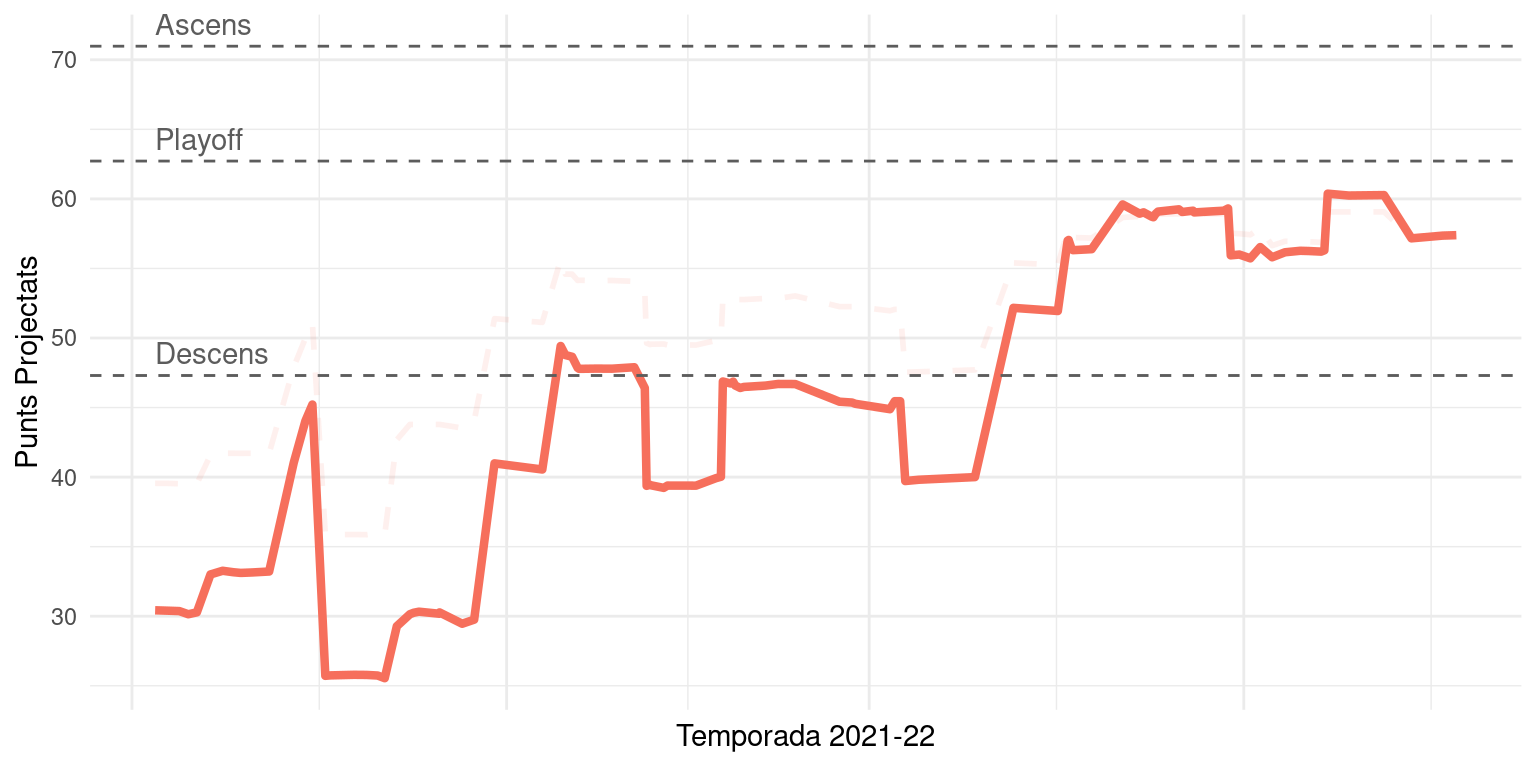 Ascens
70
Playoff
60
50
Descens
40
30
Punts Projectats
Temporada 2021-22